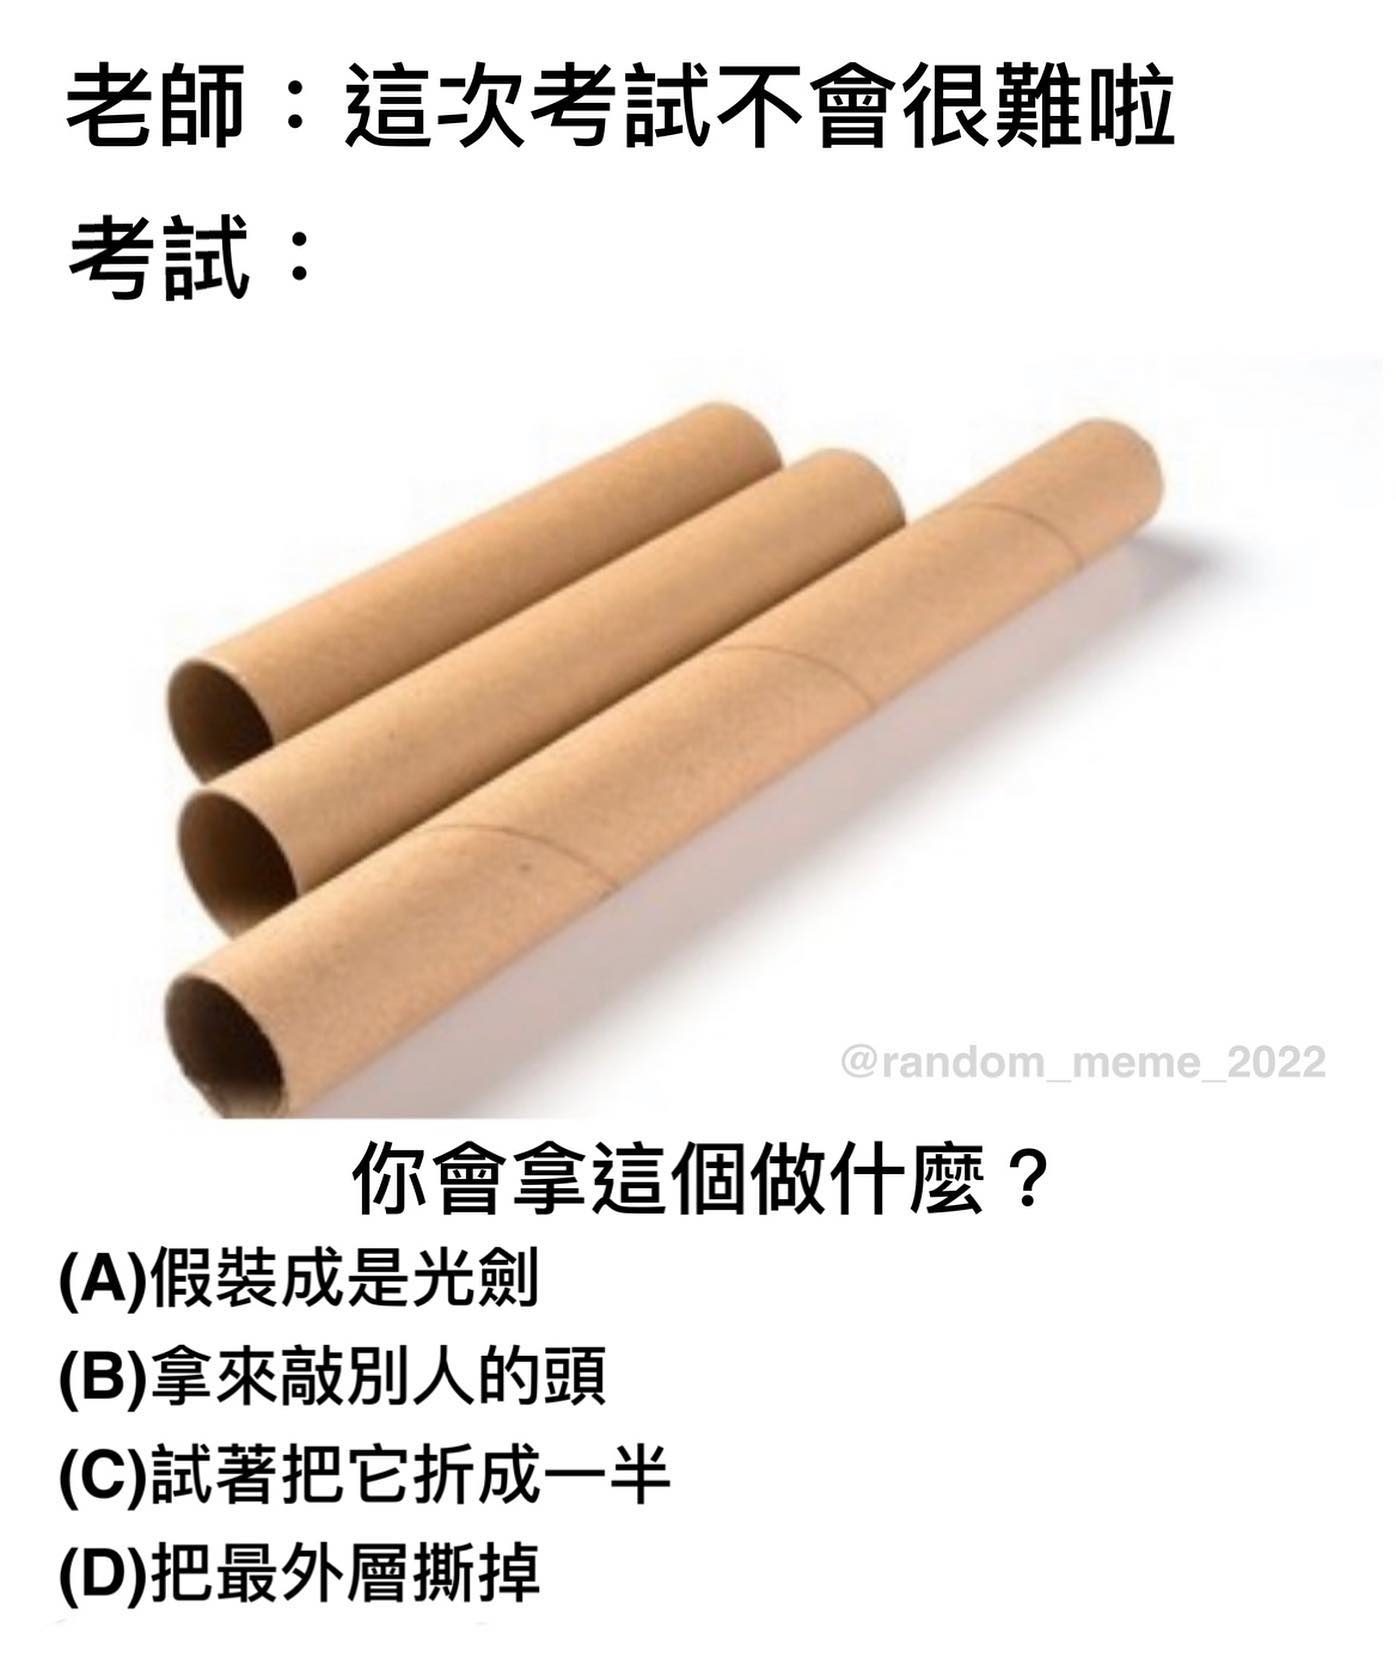 老師：這次考試不會很難啦
考試：
@random_meme_2022
你會拿這個做什麼？
(A)假裝成是光劍
(B)拿來敲別人的頭
(C)試著把它折成一半
(D)把最外層撕掉